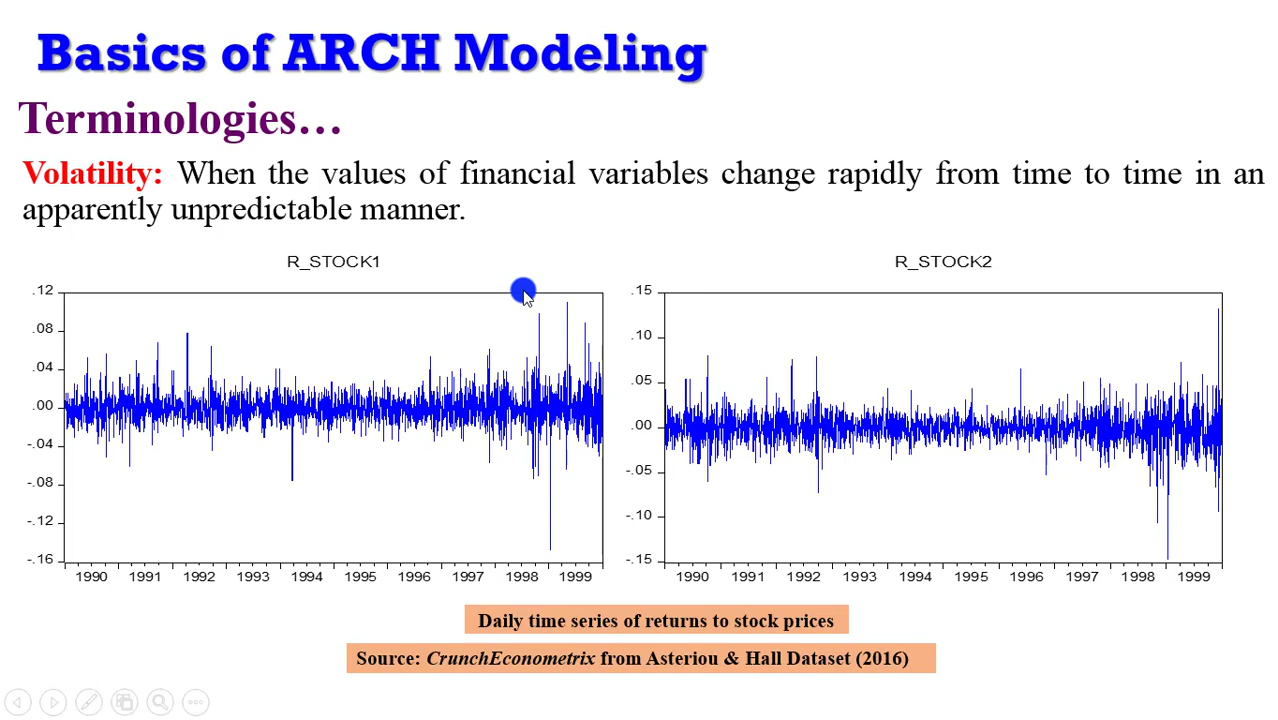 Basics of ARCH Modeling
Terminologies…
Volatility: When the values of financial variables change rapidly from time to time in an
apparently unpredictable manner.
R_STOCK1
.12
.08
.04
.00
-.04
-.08
-.12
-.16
1990 1991 1992 1993 1994 1995 1996 1997 1998 1999
R_STOCK2
.15
.10
.05
.00
-.05
-.10
-.15
1990 1991 1992 1993 1994 1995 1996 1997 1998 1999
Daily time series of returns to stock prices
Source: CrunchEconometrix from Asteriou & Hall Dataset (2016)